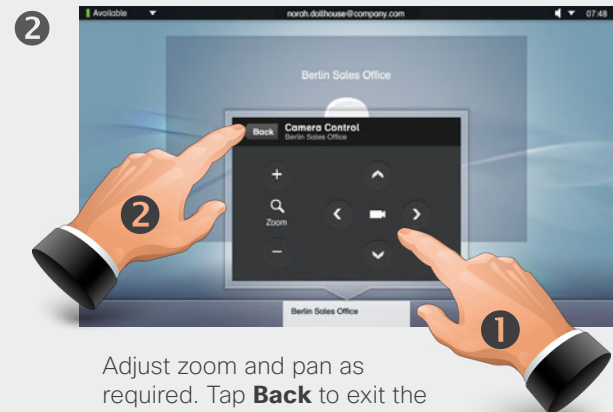 2
Available norah.dollhouse@company.com 07:48
Berlin Sales Office
Back Camera Control
Berlin Sales Office
+
Zoom
−
2
Berlin Sales Office
1
Adjust zoom and pan as
required. Tap Back to exit the